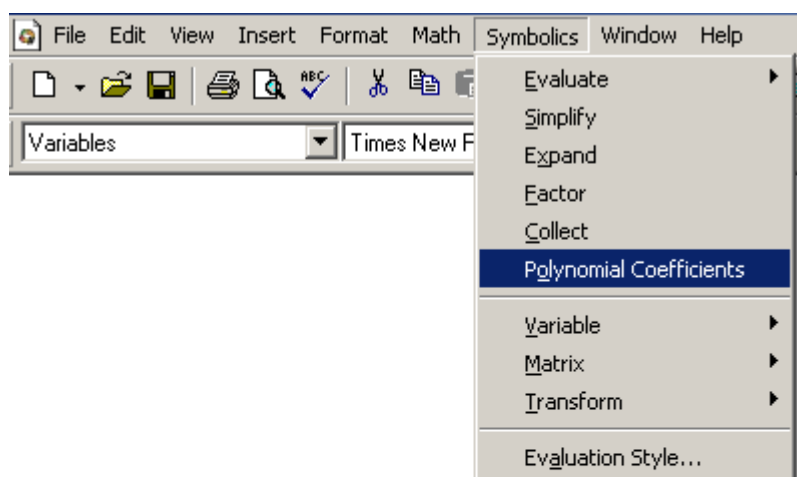 File Edit View Insert Format Math Symbolics Window Help
ABC
Variables Times New
Evaluate
Simplify
Expand
Factor
Collect
Polynomial Coefficients
Variable
Matrix
Transform
Evaluation Style...